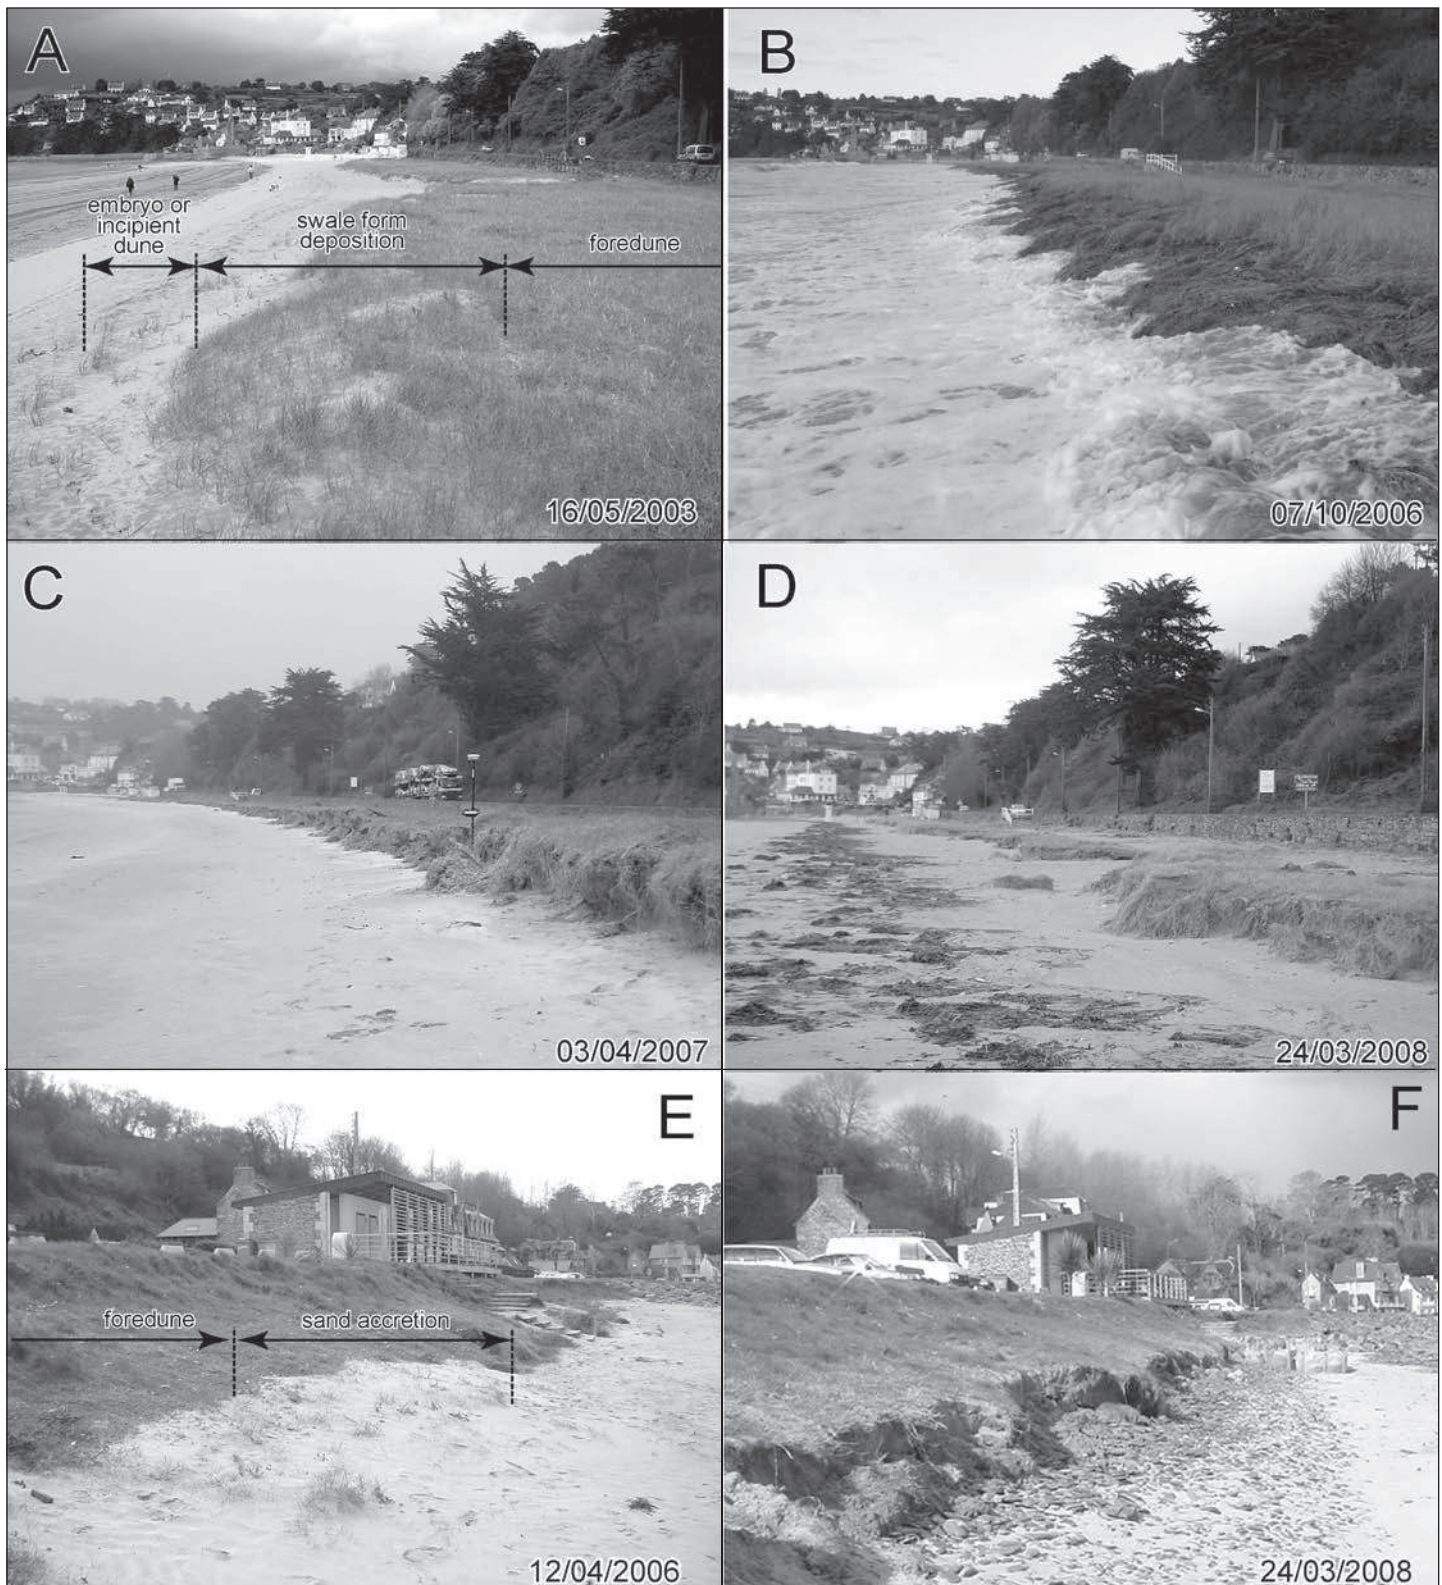 A
embryo or
incipient
dune
swale form
deposition
foredune
16/05/2003
B
07/10/2006
C
03/04/2007
D
24/03/2008
E
foredune
sand accretion
12/04/2006
F
24/03/2008